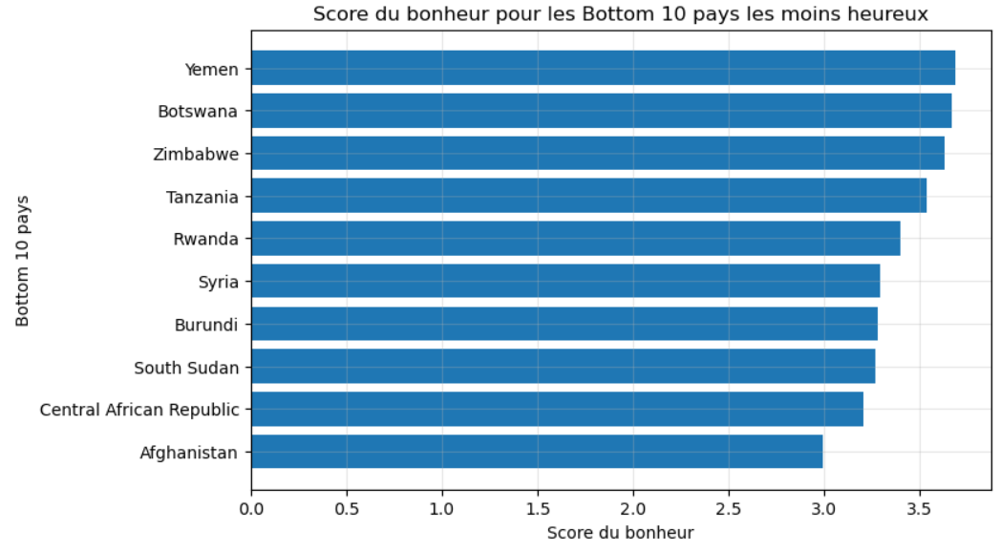 Score du bonheur pour les Bottom 10 pays les moins heureux
Bottom 10 pays
Yemen
Botswana
Zimbabwe
Tanzania
Rwanda
Syria
Burundi
South Sudan
Central African Republic
Afghanistan
0.0 0.5 1.0 1.5 2.0 2.5 3.0 3.5
Score du bonheur